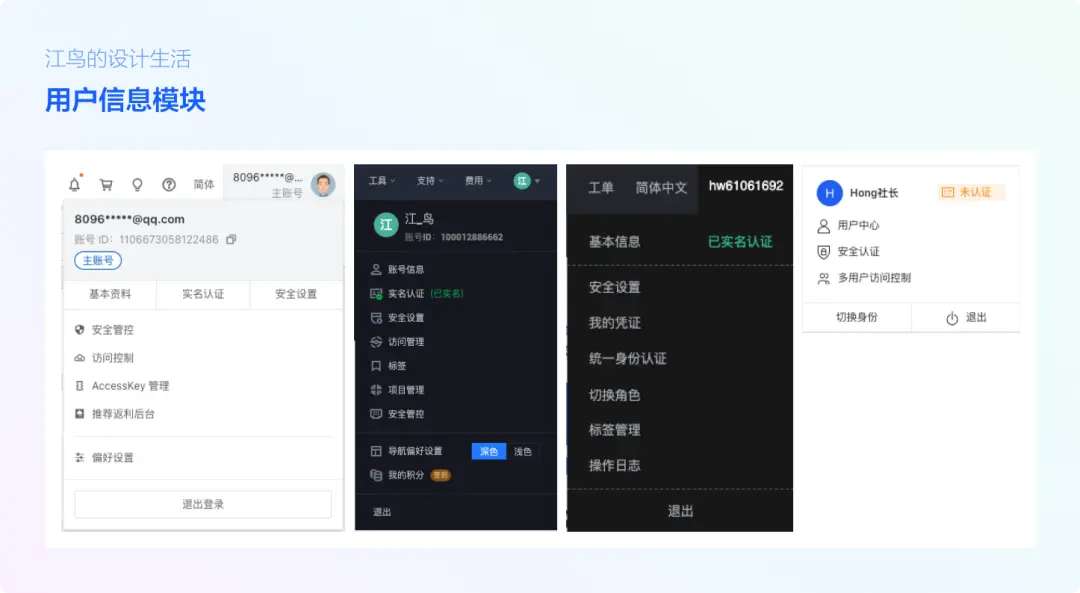 江鸟的设计生活
用户信息模块
简体
8096*****@...
主账号
8096*****@qq.com
账号 ID: 1106673058122486
主账号
基本资料 实名认证 安全设置
安全管控
访问控制
AccessKey 管理
推荐返利后台
偏好设置
退出登录
工具 支持 费用 江
江 江_鸟
账号ID: 100012886662
账号信息
实名认证 (已实名)
安全设置
访问管理
标签
项目管理
安全管控
导航偏好设置 深色 浅色
我的积分
退出
工单 简体中文 hw61061692
基本信息 已实名认证
安全设置
我的凭证
统一身份认证
切换角色
标签管理
操作日志
退出
H Hong社长 未认证
用户中心
安全认证
多用户访问控制
切换身份 退出